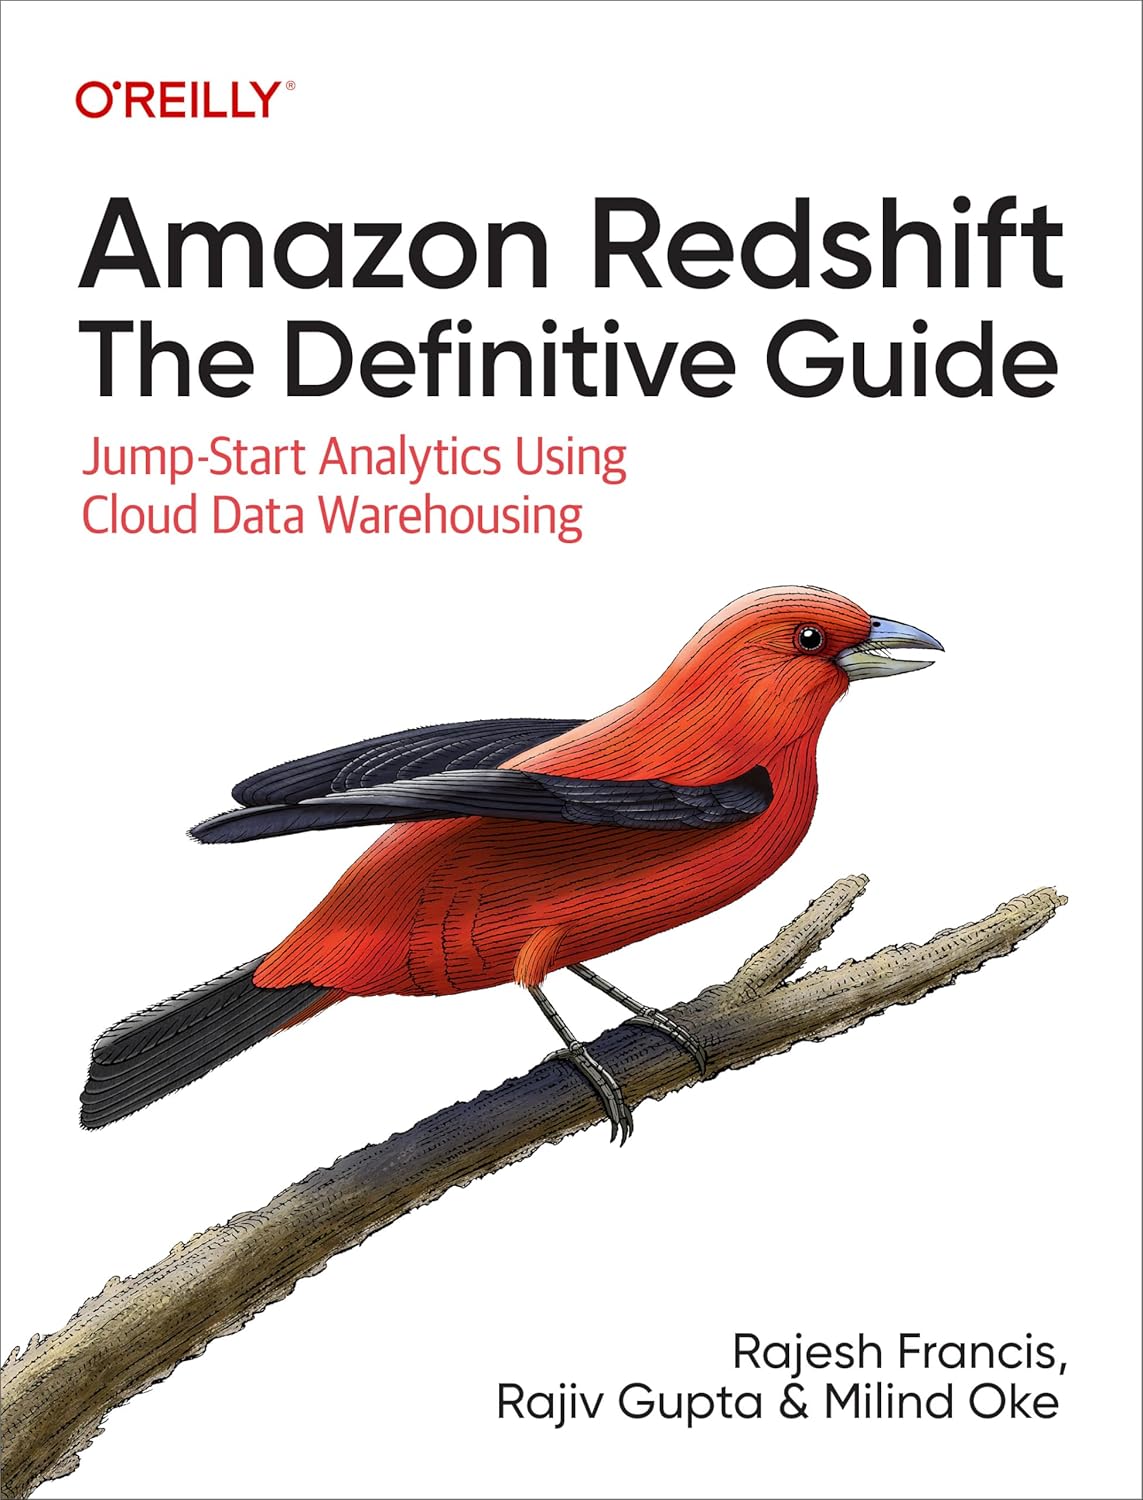 O'REILLY®
Amazon Redshift
The Definitive Guide
Jump-Start Analytics Using
Cloud Data Warehousing
Rajesh Francis,
Rajiv Gupta & Milind Oke